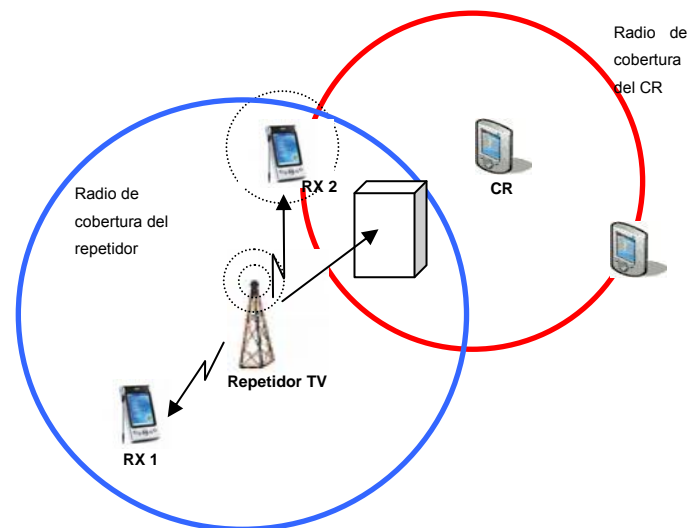 Radio de
cobertura
del CR
RX 2
CR
Radio de
cobertura del
repetidor
Repetidor TV
RX 1